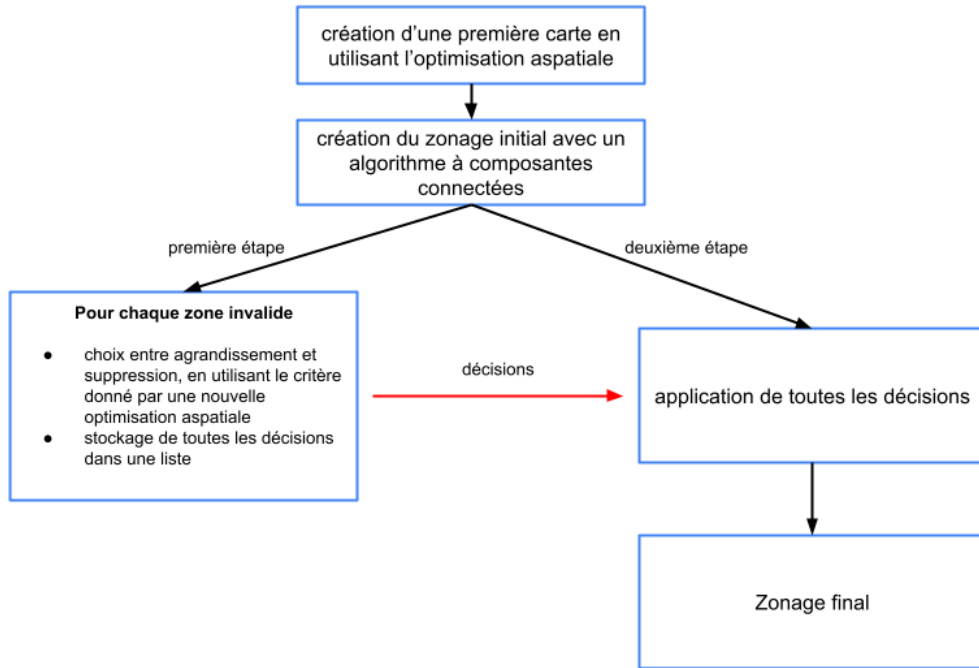 création d’une première carte en
utilisant l’optimisation aspatiale
création du zonage initial avec un
algorithme à composantes
connectées
première étape
deuxième étape
Pour chaque zone invalide
● choix entre agrandissement et
suppression, en utilisant le critère
donné par une nouvelle
optimisation aspatiale
● stockage de toutes les décisions
dans une liste
décisions
application de toutes les décisions
Zonage final